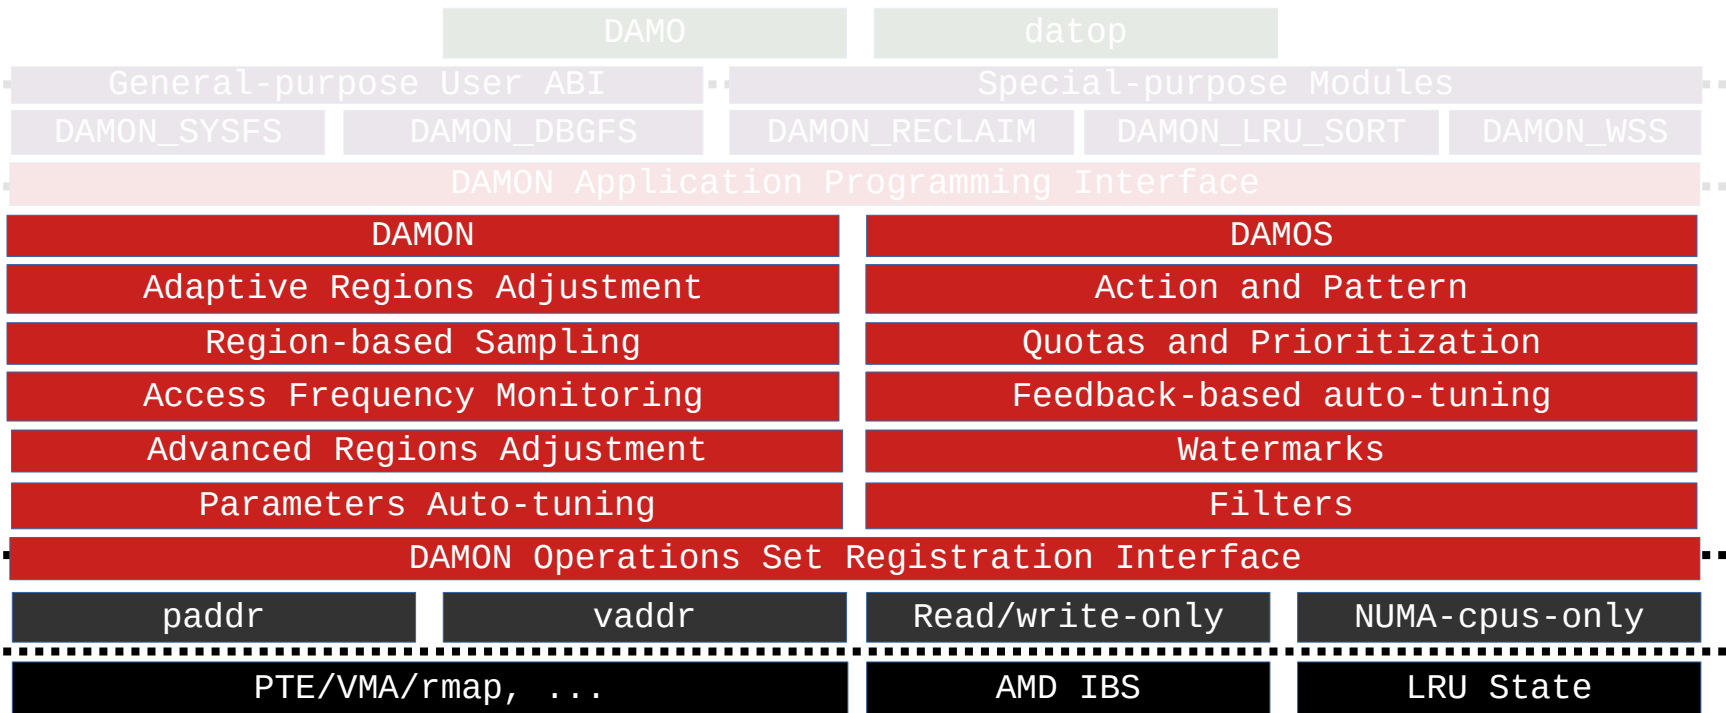 DAMO datop
General-purpose User ABI Special-purpose Modules
DAMON_SYSFS DAMON_DBGFS DAMON_RECLAIM DAMON_LRU_SORT DAMON_WSS
DAMON Application Programming Interface
DAMON DAMOS
Adaptive Regions Adjustment Action and Pattern
Region-based Sampling Quotas and Prioritization
Access Frequency Monitoring Feedback-based auto-tuning
Advanced Regions Adjustment Watermarks
Parameters Auto-tuning Filters
DAMON Operations Set Registration Interface
paddr vaddr Read/write-only NUMA-cpus-only
PTE/VMA/rmap, ... AMD IBS LRU State